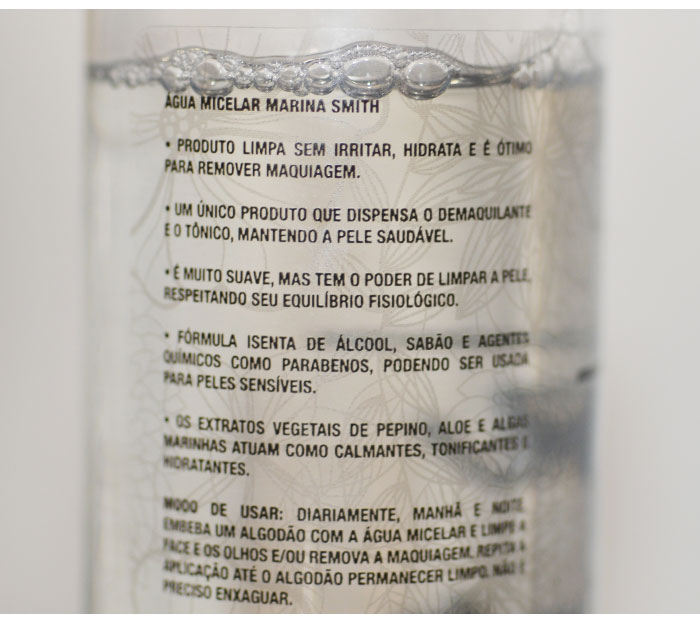 ÁGUA MICELAR MARINA SMITH
• PRODUTO LIMPA SEM IRRITAR, HIDRATA E É ÓTIMO
PARA REMOVER MAQUIAGEM.
• UM ÚNICO PRODUTO QUE DISPENSA O DEMAQUILANTE
E O TÔNICO, MANTENDO A PELE SAUDÁVEL.
• É MUITO SUAVE, MAS TEM O PODER DE LIMPAR A PELE,
RESPEITANDO SEU EQUILÍBRIO FISIOLÓGICO.
• FÓRMULA ISENTA DE ÁLCOOL, SABÃO E AGENTES
QUÍMICOS COMO PARABENOS, PODENDO SER USADA
PARA PELES SENSÍVEIS.
• OS EXTRATOS VEGETAIS DE PEPINO, ALOE E ALGAS
MARINHAS ATUAM COMO CALMANTES, TONIFICANTES E
HIDRATANTES.
MODO DE USAR: DIARIAMENTE, MANHÃ E NOITE,
EMBEBA UM ALGODÃO COM A ÁGUA MICELAR E LIMPE A
FACE E OS OLHOS E/OU REMOVA A MAQUIAGEM. REPITA A
APLICAÇÃO ATÉ O ALGODÃO PERMANECER LIMPO. NÃO É
PRECISO ENXAGUAR.